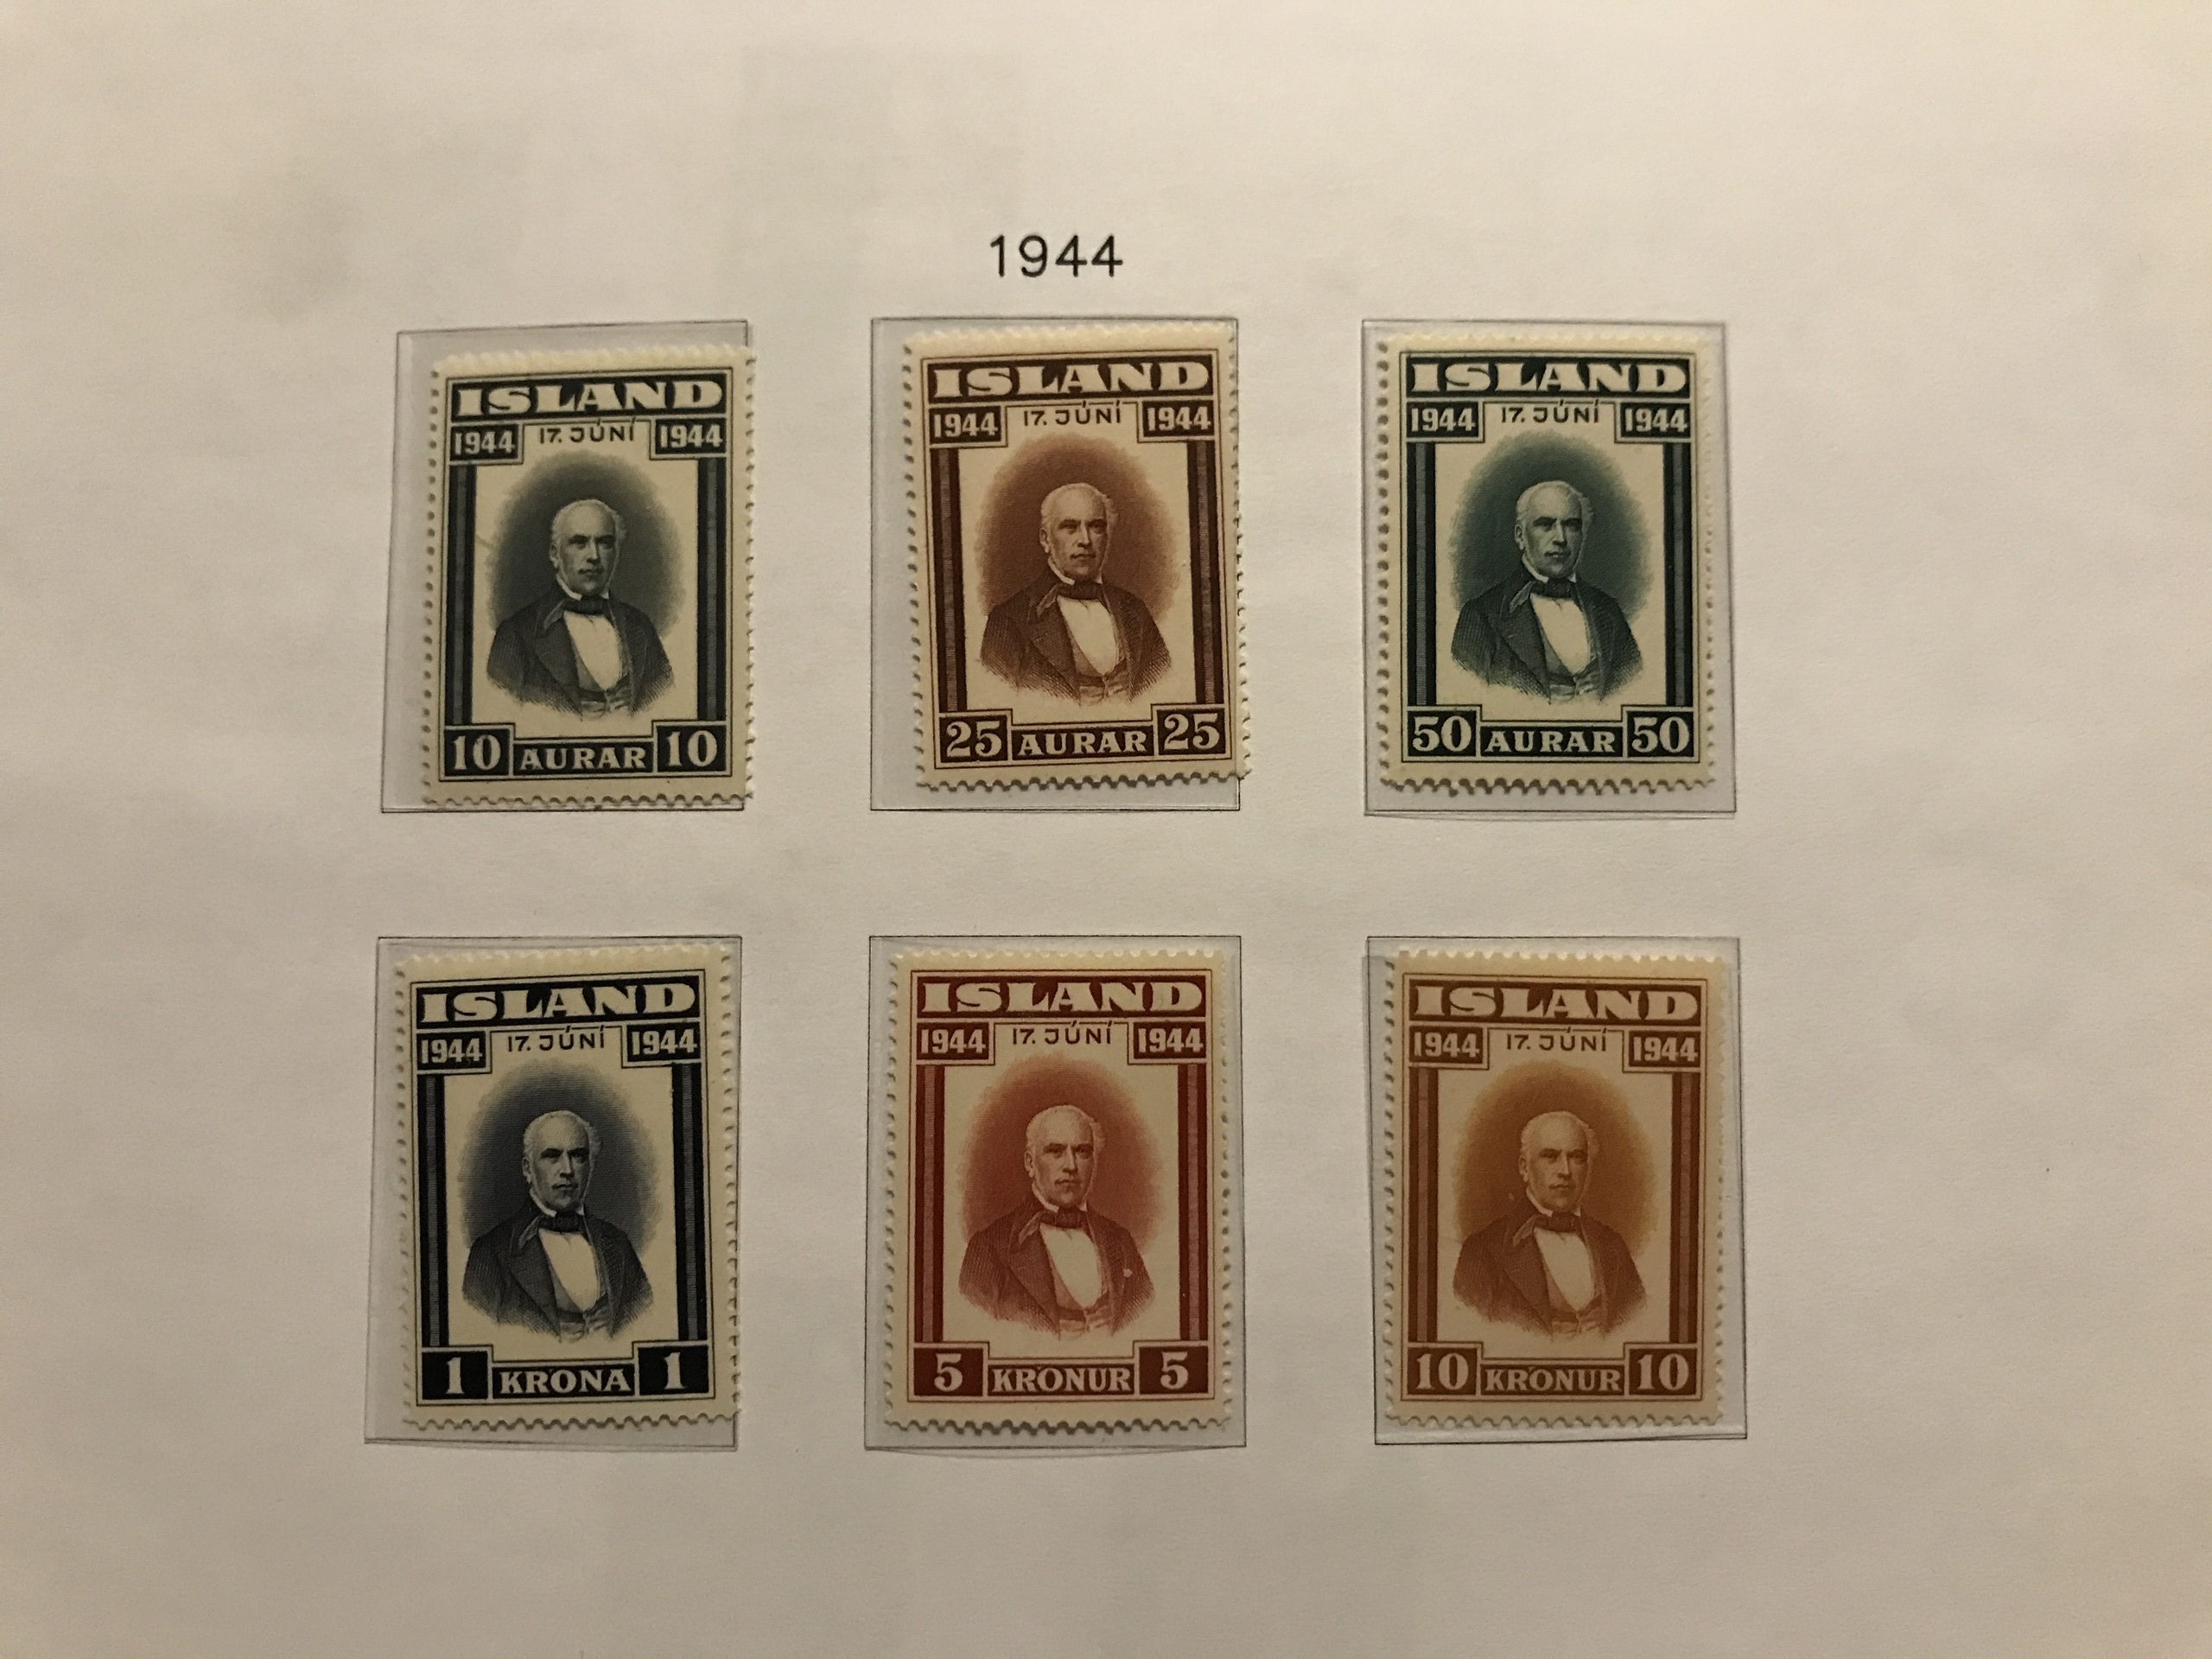 1944
ISLAND
1944 17. JÚNÍ 1944
10 AURAR 10
ISLAND
1944 17. JÚNÍ 1944
25 AURAR 25
ISLAND
1944 17. JÚNÍ 1944
50 AURAR 50
ISLAND
1944 17. JÚNÍ 1944
1 KRÓNA 1
ISLAND
1944 17. JÚNÍ 1944
5 KRÓNUR 5
ISLAND
1944 17. JÚNÍ 1944
10 KRÓNUR 10